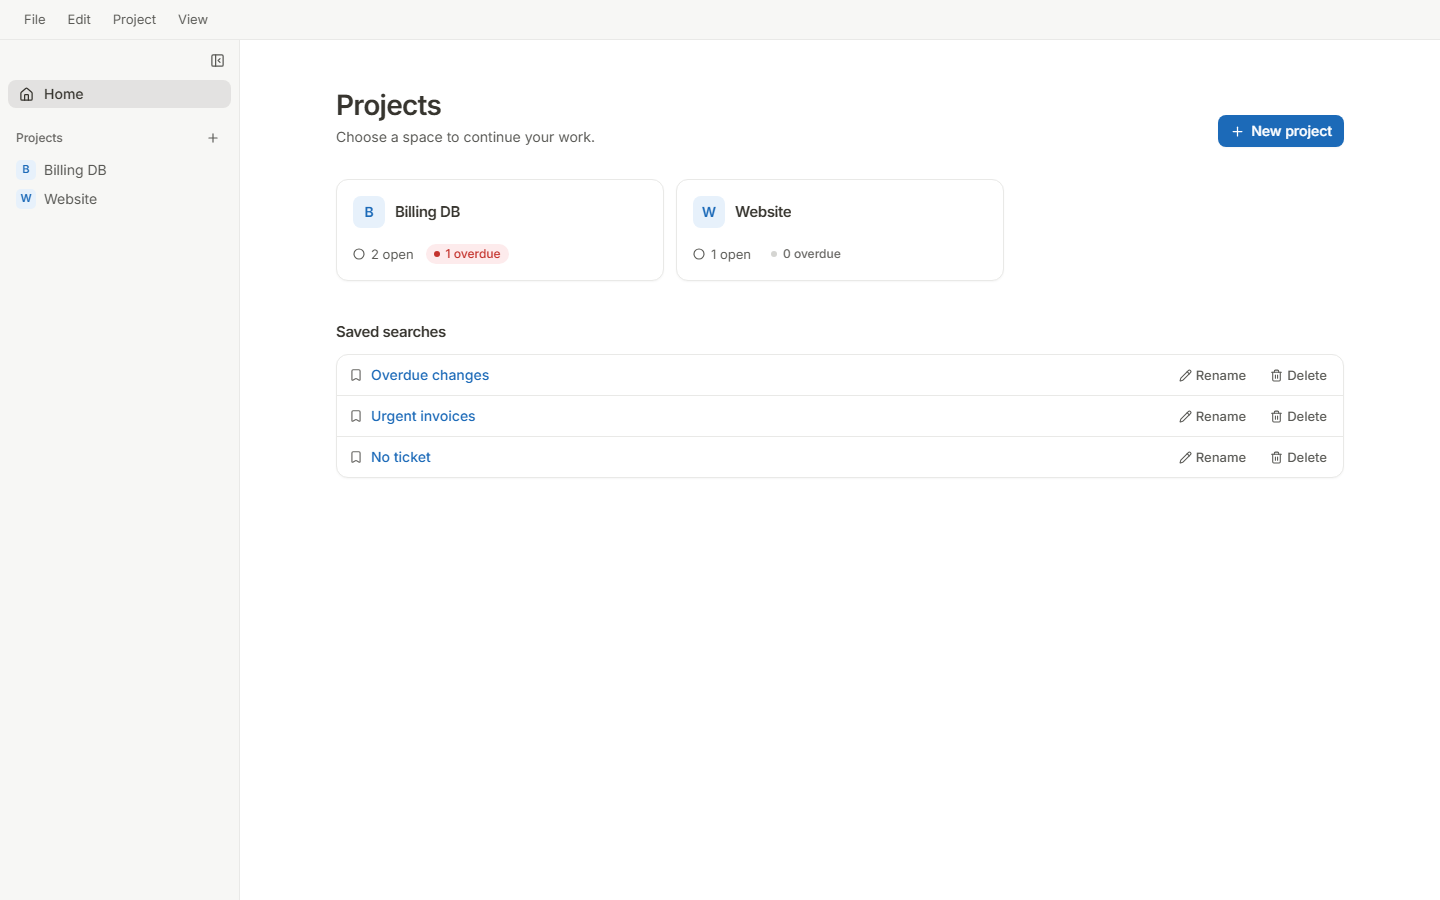 File Edit Project View
Home
Projects
B Billing DB
W Website
Projects
Choose a space to continue your work.
New project
B Billing DB
2 open 1 overdue
W Website
1 open 0 overdue
Saved searches
Overdue changes Rename Delete
Urgent invoices Rename Delete
No ticket Rename Delete